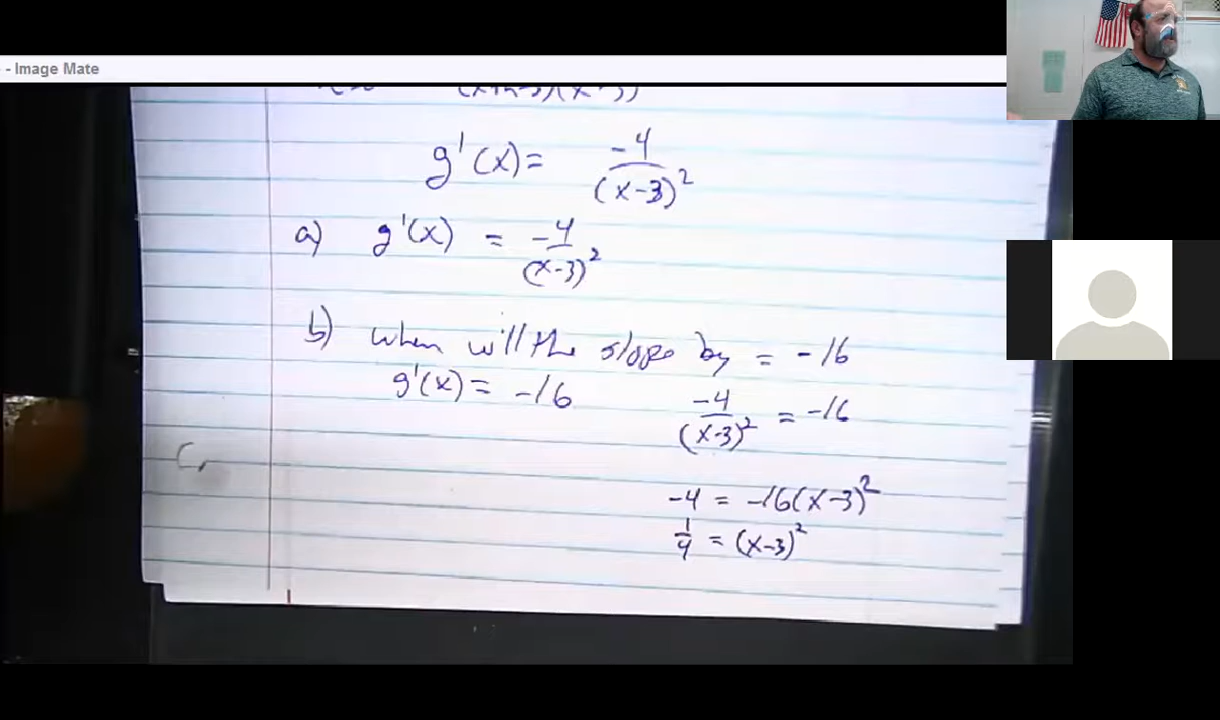 - Image Mate
g'(x) = -4/(x-3)²
a) g'(x) = -4/(x-3)²
b) when will the slope by = -16
g'(x) = -16
-4/(x-3)² = -16
-4 = -16(x-3)²
1/4 = (x-3)²